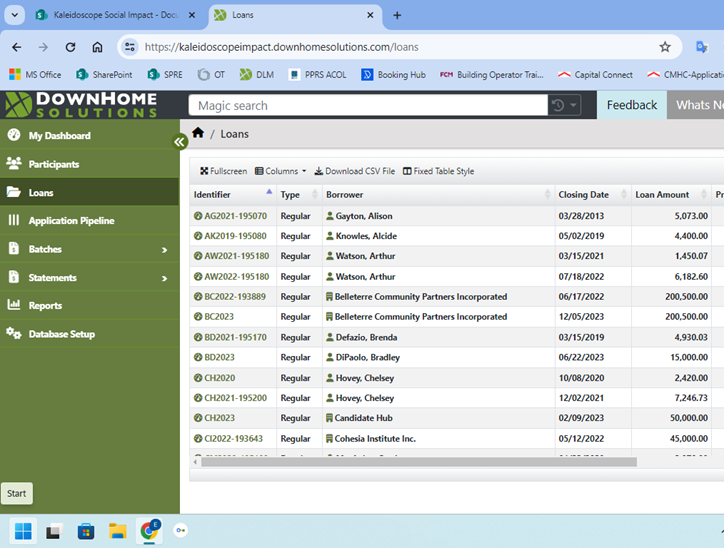 Kaleidoscope Social Impact - Docu
Loans
https://kaleidoscopeimpact.downhomesolutions.com/loans
MS Office SharePoint SPRE OT DLM PPRS ACOL Booking Hub FCM Building Operator Trai... Capital Connect CMHC-Applicatio
DOWNHOME SOLUTIONS
Magic search
Feedback
Whats Ne
My Dashboard
Participants
Loans
Application Pipeline
Batches
Statements
Reports
Database Setup
/ Loans
Fullscreen Columns Download CSV File Fixed Table Style
Identifier Type Borrower Closing Date Loan Amount Pr
AG2021-195070 Regular Gayton, Alison 03/28/2013 5,073.00
AK2019-195080 Regular Knowles, Alcide 05/02/2019 4,400.00
AW2021-195180 Regular Watson, Arthur 03/15/2021 1,450.07
AW2022-195180 Regular Watson, Arthur 07/18/2022 6,182.60
BC2022-193889 Regular Belleterre Community Partners Incorporated 06/17/2022 200,500.00
BC2023 Regular Belleterre Community Partners Incorporated 12/05/2023 200,500.00
BD2021-195170 Regular Defazio, Brenda 03/15/2019 4,930.03
BD2023 Regular DiPaolo, Bradley 06/22/2023 15,000.00
CH2020 Regular Hovey, Chelsey 10/08/2020 2,420.00
CH2021-195200 Regular Hovey, Chelsey 12/02/2021 7,246.73
CH2023 Regular Candidate Hub 02/09/2023 50,000.00
CI2022-193643 Regular Cohesia Institute Inc. 05/12/2022 45,000.00
Start